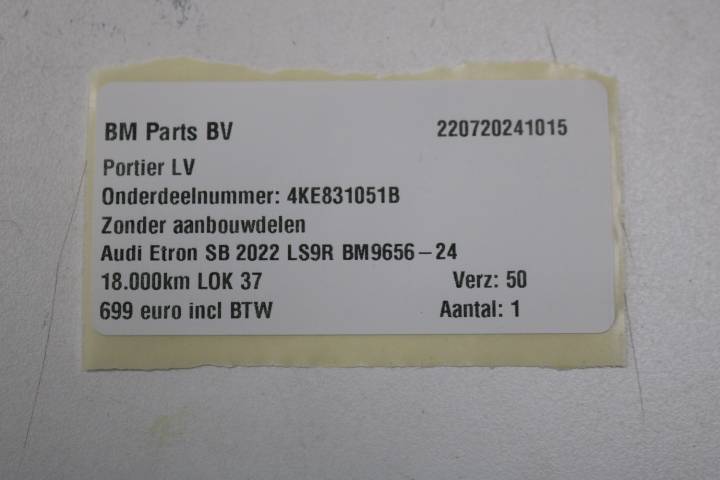 BM Parts BV 220720241015
Portier LV
Onderdeelnummer: 4KE831051B
Zonder aanbouwdelen
Audi Etron SB 2022 LS9R BM9656-24
18.000km LOK 37 Verz: 50
699 euro incl BTW Aantal: 1